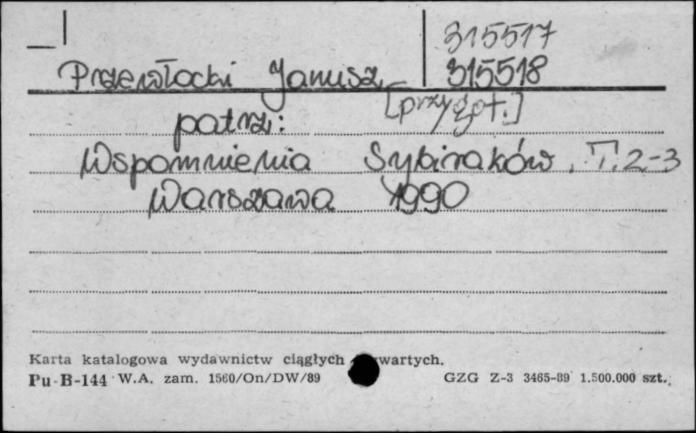 315517
Przewłocki Janusz 315518
[przygot.]
patrz:
Wspomnienia Sybiraków. T. 2-3
Warszawa 1990
Karta katalogowa wydawnictw ciągłych wartych.
Pu-B-144 W.A. zam. 1560/On/DW/89 GZG Z-3 3465-89 1.500.000 szt.